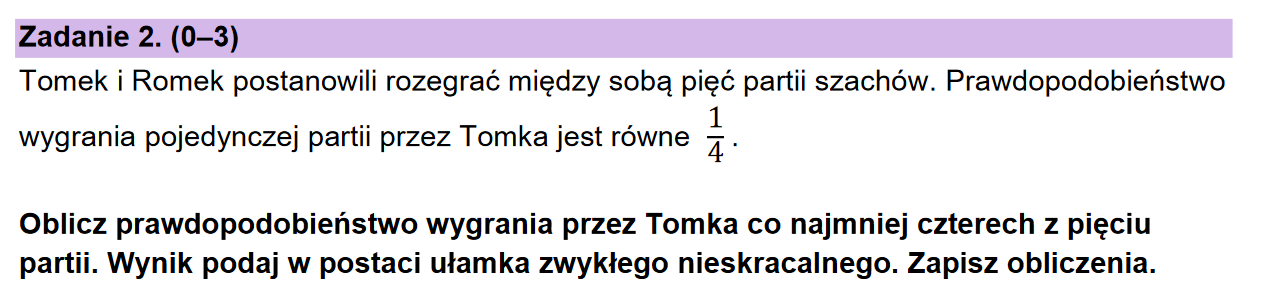 Zadanie 2. (0–3)
Tomek i Romek postanowili rozegrać między sobą pięć partii szachów. Prawdopodobieństwo
wygrania pojedynczej partii przez Tomka jest równe 1/4 .
Oblicz prawdopodobieństwo wygrania przez Tomka co najmniej czterech z pięciu
partii. Wynik podaj w postaci ułamka zwykłego nieskracalnego. Zapisz obliczenia.